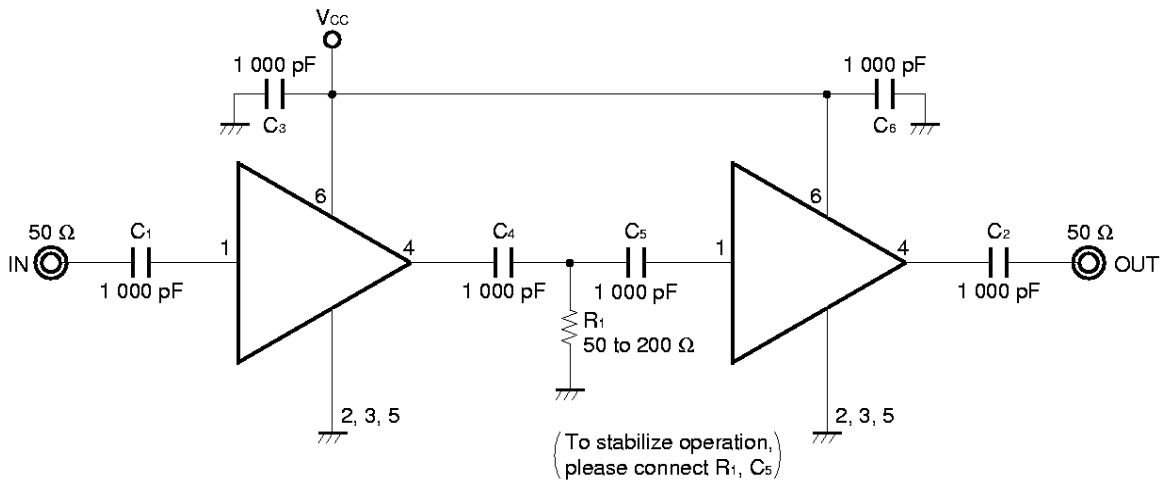 VCC
1 000 pF
C3
1 000 pF
C6
6
6
50 Ω
IN
C1
1 000 pF
1
4
C4
1 000 pF
C5
1 000 pF
1
4
C2
1 000 pF
50 Ω
OUT
R1
50 to 200 Ω
2, 3, 5
2, 3, 5
(To stabilize operation,
please connect R1, C5)